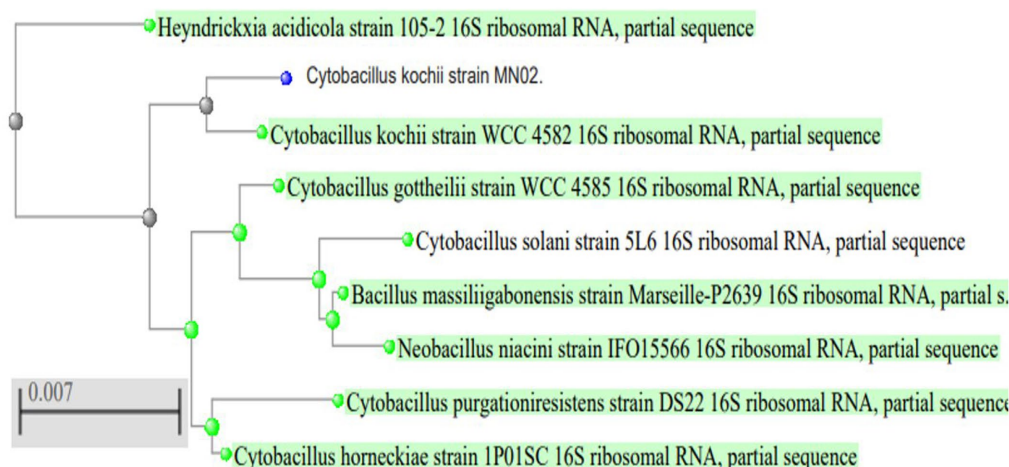 Heyndrickxia acidicola strain 105-2 16S ribosomal RNA, partial sequence
Cytobacillus kochii strain MN02.
Cytobacillus kochii strain WCC 4582 16S ribosomal RNA, partial sequence
Cytobacillus gottheilii strain WCC 4585 16S ribosomal RNA, partial sequence
Cytobacillus solani strain 5L6 16S ribosomal RNA, partial sequence
Bacillus massiliigabonensis strain Marseille-P2639 16S ribosomal RNA, partial s.
Neobacillus niacini strain IFO15566 16S ribosomal RNA, partial sequence
0.007
Cytobacillus purgationiresistens strain DS22 16S ribosomal RNA, partial sequence
Cytobacillus horneckiae strain 1P01SC 16S ribosomal RNA, partial sequence